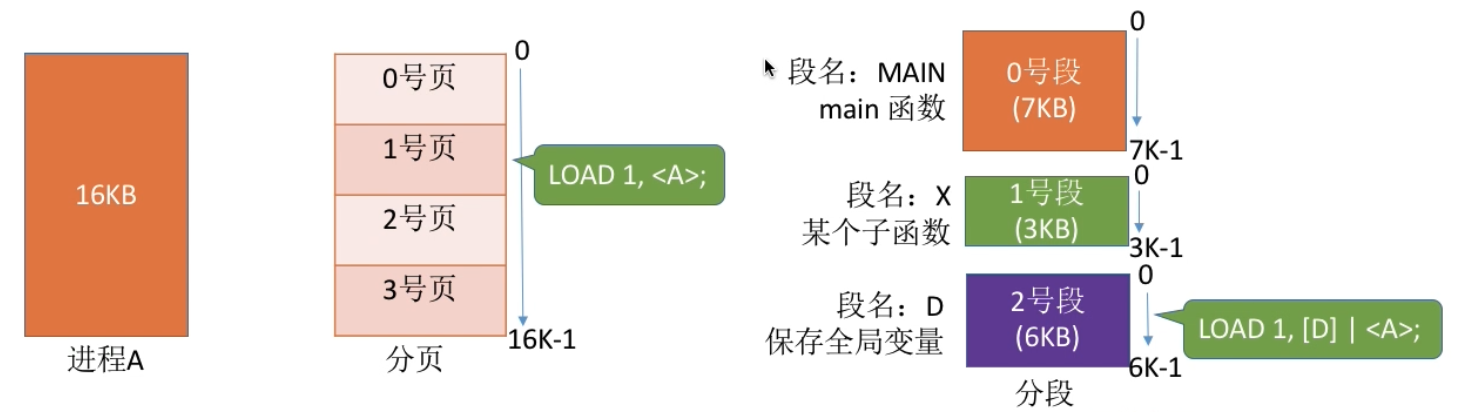 16KB
进程A
0号页
1号页
2号页
3号页
分页
0
16K-1
LOAD 1, <A>;
段名：MAIN
main 函数
0号段
(7KB)
0
7K-1
段名：X
某个子函数
1号段
(3KB)
0
3K-1
段名：D
保存全局变量
2号段
(6KB)
0
6K-1
LOAD 1, [D] | <A>;
分段